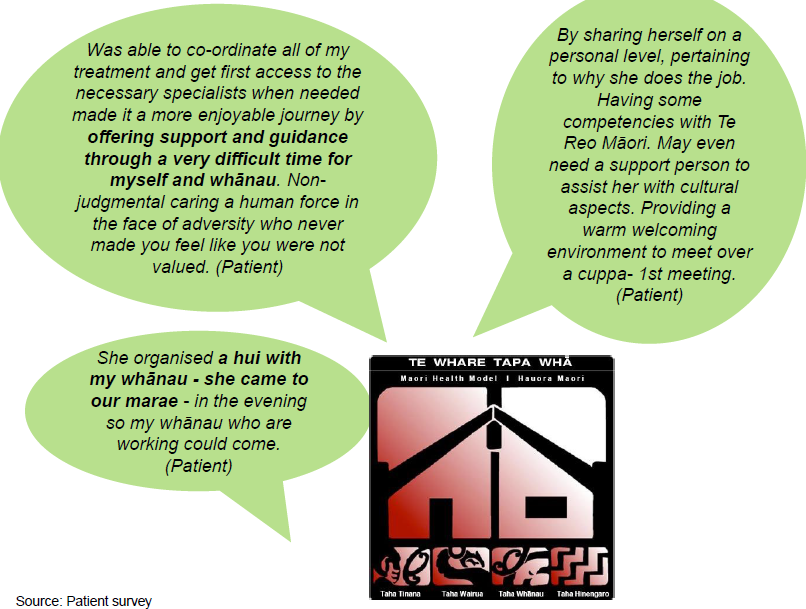 Was able to co-ordinate all of my
treatment and get first access to the
necessary specialists when needed
made it a more enjoyable journey by
offering support and guidance
through a very difficult time for
myself and whānau. Non-
judgmental caring a human force in
the face of adversity who never
made you feel like you were not
valued. (Patient)
By sharing herself on a
personal level, pertaining
to why she does the job.
Having some
competencies with Te
Reo Māori. May even
need a support person to
assist her with cultural
aspects. Providing a
warm welcoming
environment to meet over
a cuppa- 1st meeting.
(Patient)
She organised a hui with
my whānau - she came to
our marae - in the evening
so my whānau who are
working could come.
(Patient)
TE WHARE TAPA WHĀ
Maori Health Model I Hauora Maori
Taha Tinana Taha Wairua Taha Whānau Taha Hinengaro
Source: Patient survey